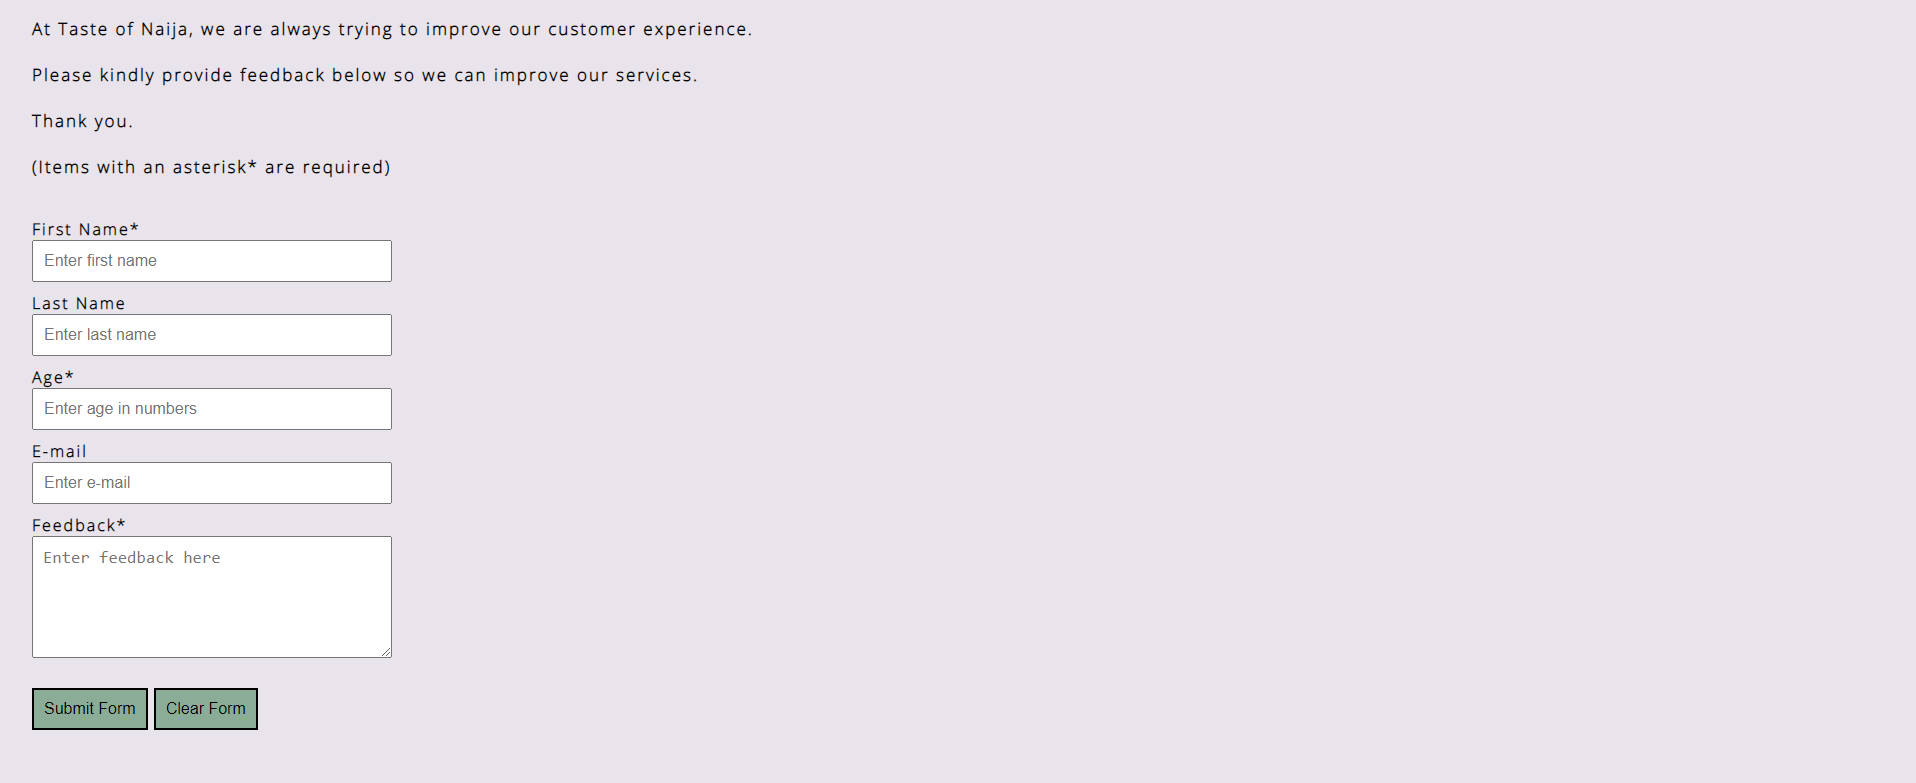 At Taste of Naija, we are always trying to improve our customer experience.
Please kindly provide feedback below so we can improve our services.
Thank you.
(Items with an asterisk* are required)
First Name*
Enter first name
Last Name
Enter last name
Age*
Enter age in numbers
E-mail
Enter e-mail
Feedback*
Enter feedback here
Submit Form Clear Form